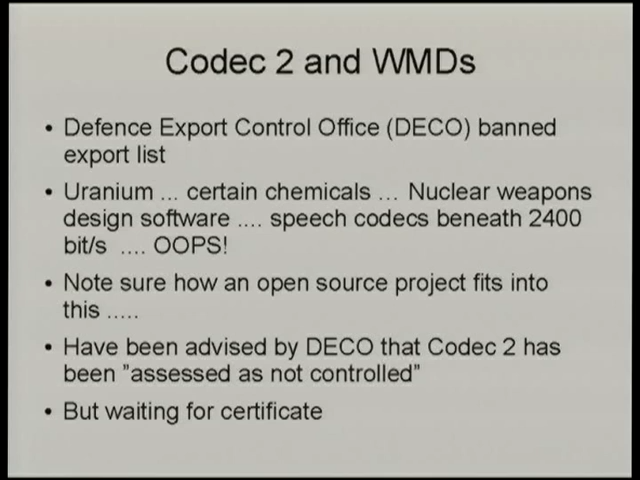 Codec 2 and WMDs
• Defence Export Control Office (DECO) banned
export list
• Uranium ... certain chemicals ... Nuclear weapons
design software .... speech codecs beneath 2400
bit/s .... OOPS!
• Note sure how an open source project fits into
this .....
• Have been advised by DECO that Codec 2 has
been "assessed as not controlled"
• But waiting for certificate